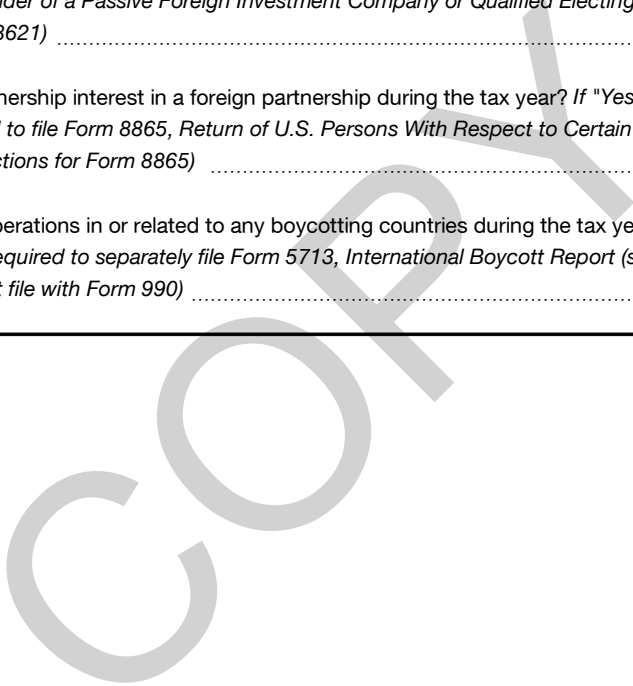 der of a Passive Foreign Investment Company or Qualified Electing
8621)
nership interest in a foreign partnership during the tax year? If "Yes
to file Form 8865, Return of U.S. Persons With Respect to Certain
ctions for Form 8865)
perations in or related to any boycotting countries during the tax ye
equired to separately file Form 5713, International Boycott Report (s
t file with Form 990)
COPY